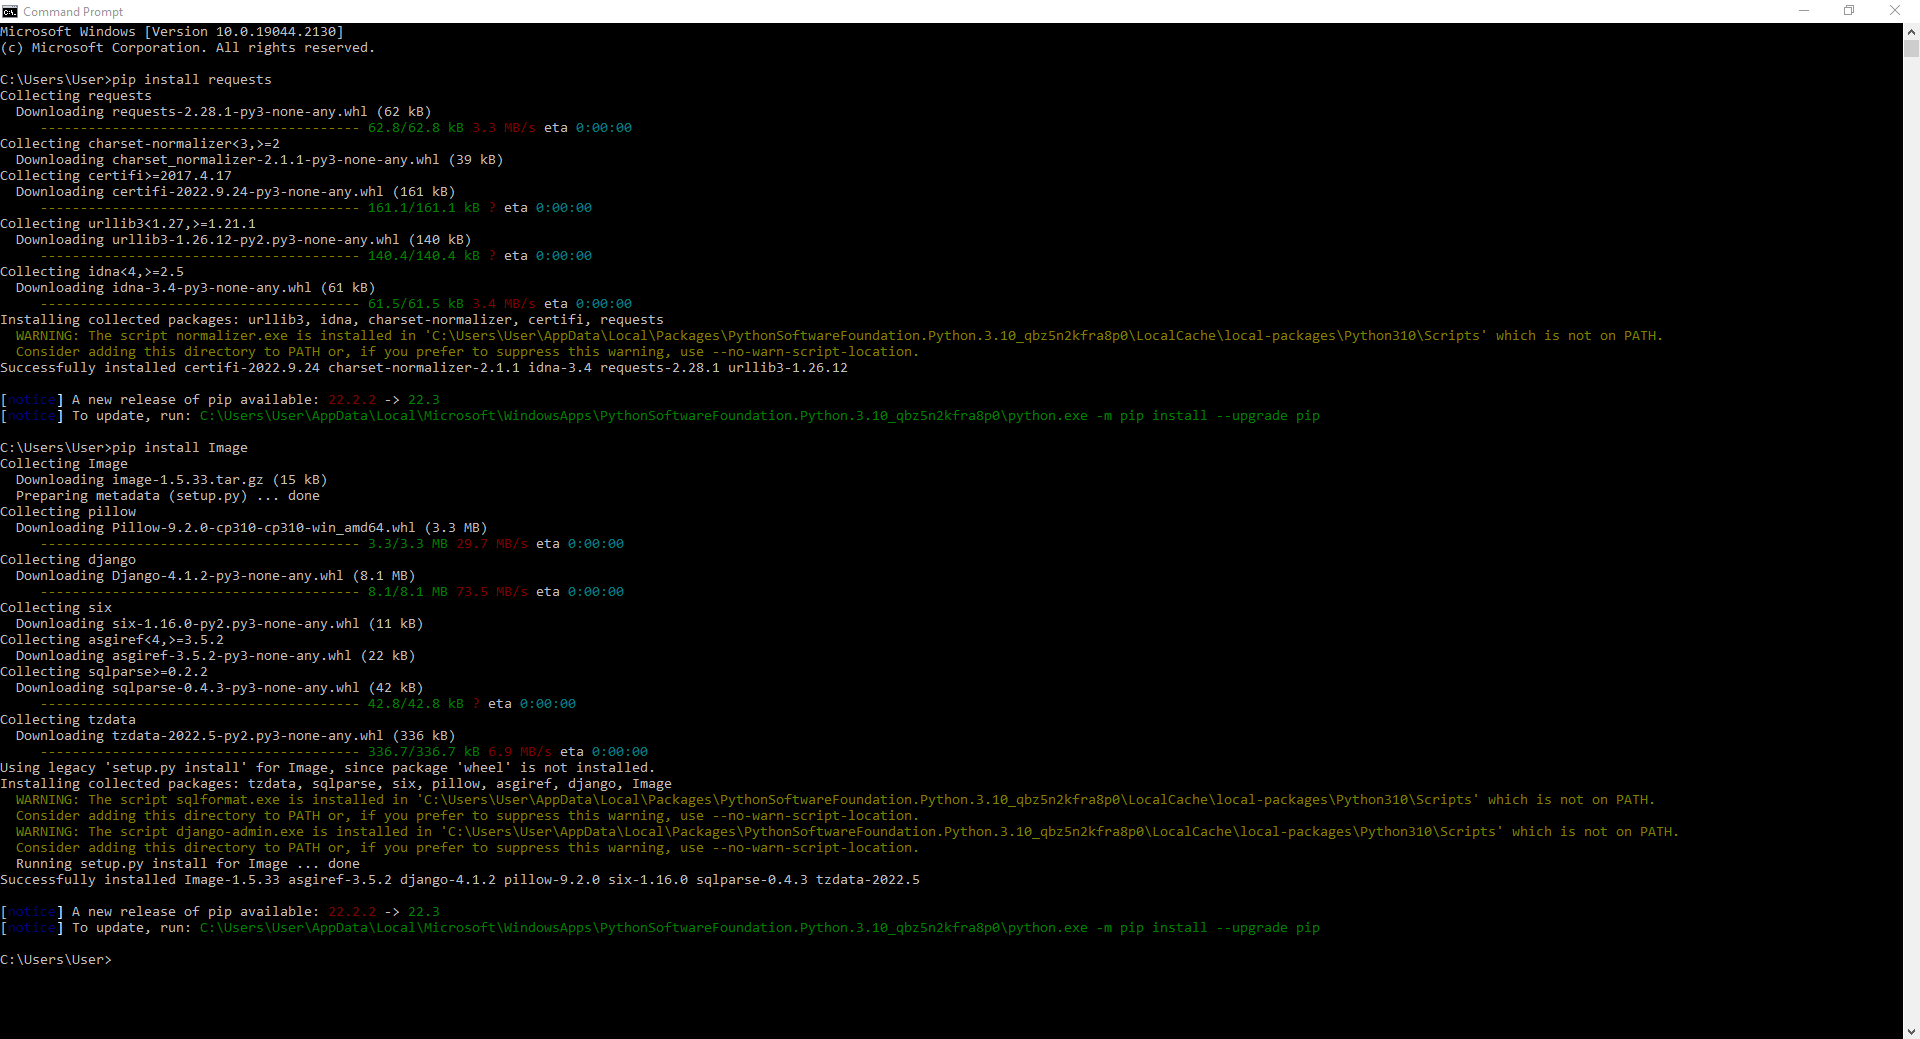 Command Prompt
Microsoft Windows [Version 10.0.19044.2130]
(c) Microsoft Corporation. All rights reserved.
C:\Users\User>pip install requests
Collecting requests
Downloading requests-2.28.1-py3-none-any.whl (62 kB)
---------------------------------------- 62.8/62.8 kB 3.3 MB/s eta 0:00:00
Collecting charset-normalizer<3,>=2
Downloading charset_normalizer-2.1.1-py3-none-any.whl (39 kB)
Collecting certifi>=2017.4.17
Downloading certifi-2022.9.24-py3-none-any.whl (161 kB)
---------------------------------------- 161.1/161.1 kB ? eta 0:00:00
Collecting urllib3<1.27,>=1.21.1
Downloading urllib3-1.26.12-py2.py3-none-any.whl (140 kB)
---------------------------------------- 140.4/140.4 kB ? eta 0:00:00
Collecting idna<4,>=2.5
Downloading idna-3.4-py3-none-any.whl (61 kB)
---------------------------------------- 61.5/61.5 kB 3.4 MB/s eta 0:00:00
Installing collected packages: urllib3, idna, charset-normalizer, certifi, requests
WARNING: The script normalizer.exe is installed in 'C:\Users\User\AppData\Local\Packages\PythonSoftwareFoundation.Python.3.10_qbz5n2kfra8p0\LocalCache\local-packages\Python310\Scripts' which is not on PATH.
Consider adding this directory to PATH or, if you prefer to suppress this warning, use --no-warn-script-location.
Successfully installed certifi-2022.9.24 charset-normalizer-2.1.1 idna-3.4 requests-2.28.1 urllib3-1.26.12
[notice] A new release of pip available: 22.2.2 -> 22.3
[notice] To update, run: C:\Users\User\AppData\Local\Microsoft\WindowsApps\PythonSoftwareFoundation.Python.3.10_qbz5n2kfra8p0\python.exe -m pip install --upgrade pip
C:\Users\User>pip install Image
Collecting Image
Downloading image-1.5.33.tar.gz (15 kB)
Preparing metadata (setup.py) ... done
Collecting pillow
Downloading Pillow-9.2.0-cp310-cp310-win_amd64.whl (3.3 MB)
---------------------------------------- 3.3/3.3 MB 29.7 MB/s eta 0:00:00
Collecting django
Downloading Django-4.1.2-py3-none-any.whl (8.1 MB)
---------------------------------------- 8.1/8.1 MB 73.5 MB/s eta 0:00:00
Collecting six
Downloading six-1.16.0-py2.py3-none-any.whl (11 kB)
Collecting asgiref<4,>=3.5.2
Downloading asgiref-3.5.2-py3-none-any.whl (22 kB)
Collecting sqlparse>=0.2.2
Downloading sqlparse-0.4.3-py3-none-any.whl (42 kB)
---------------------------------------- 42.8/42.8 kB ? eta 0:00:00
Collecting tzdata
Downloading tzdata-2022.5-py2.py3-none-any.whl (336 kB)
---------------------------------------- 336.7/336.7 kB 6.9 MB/s eta 0:00:00
Using legacy 'setup.py install' for Image, since package 'wheel' is not installed.
Installing collected packages: tzdata, sqlparse, six, pillow, asgiref, django, Image
WARNING: The script sqlformat.exe is installed in 'C:\Users\User\AppData\Local\Packages\PythonSoftwareFoundation.Python.3.10_qbz5n2kfra8p0\LocalCache\local-packages\Python310\Scripts' which is not on PATH.
Consider adding this directory to PATH or, if you prefer to suppress this warning, use --no-warn-script-location.
WARNING: The script django-admin.exe is installed in 'C:\Users\User\AppData\Local\Packages\PythonSoftwareFoundation.Python.3.10_qbz5n2kfra8p0\LocalCache\local-packages\Python310\Scripts' which is not on PATH.
Consider adding this directory to PATH or, if you prefer to suppress this warning, use --no-warn-script-location.
Running setup.py install for Image ... done
Successfully installed Image-1.5.33 asgiref-3.5.2 django-4.1.2 pillow-9.2.0 six-1.16.0 sqlparse-0.4.3 tzdata-2022.5
[notice] A new release of pip available: 22.2.2 -> 22.3
[notice] To update, run: C:\Users\User\AppData\Local\Microsoft\WindowsApps\PythonSoftwareFoundation.Python.3.10_qbz5n2kfra8p0\python.exe -m pip install --upgrade pip
C:\Users\User>